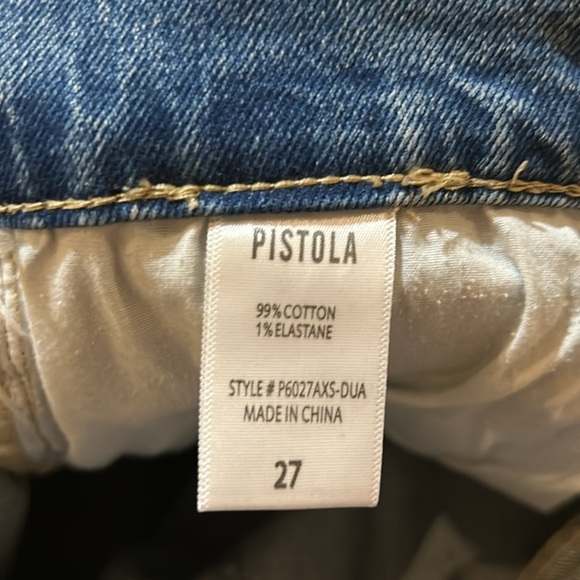 PISTOLA
99% COTTON
1% ELASTANE
STYLE # P6027AXS-DUA
MADE IN CHINA
27